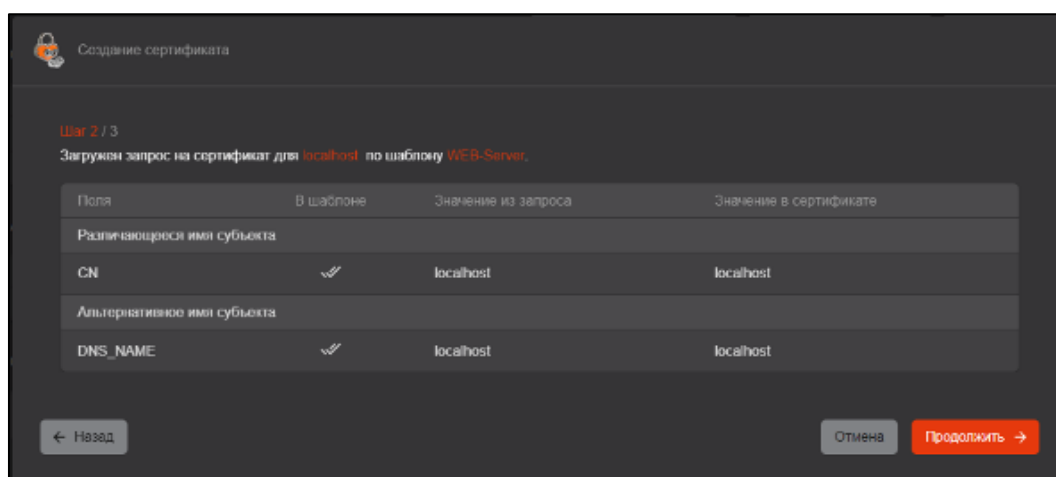 Создание сертификата
Шаг 2 / 3
Загружен запрос на сертификат для localhost по шаблону WEB-Server.
Поля В шаблоне Значение из запроса Значение в сертификате
Различающееся имя субъекта
CN localhost localhost
Альтернативное имя субъекта
DNS_NAME localhost localhost
← Назад Отмена Продолжить →